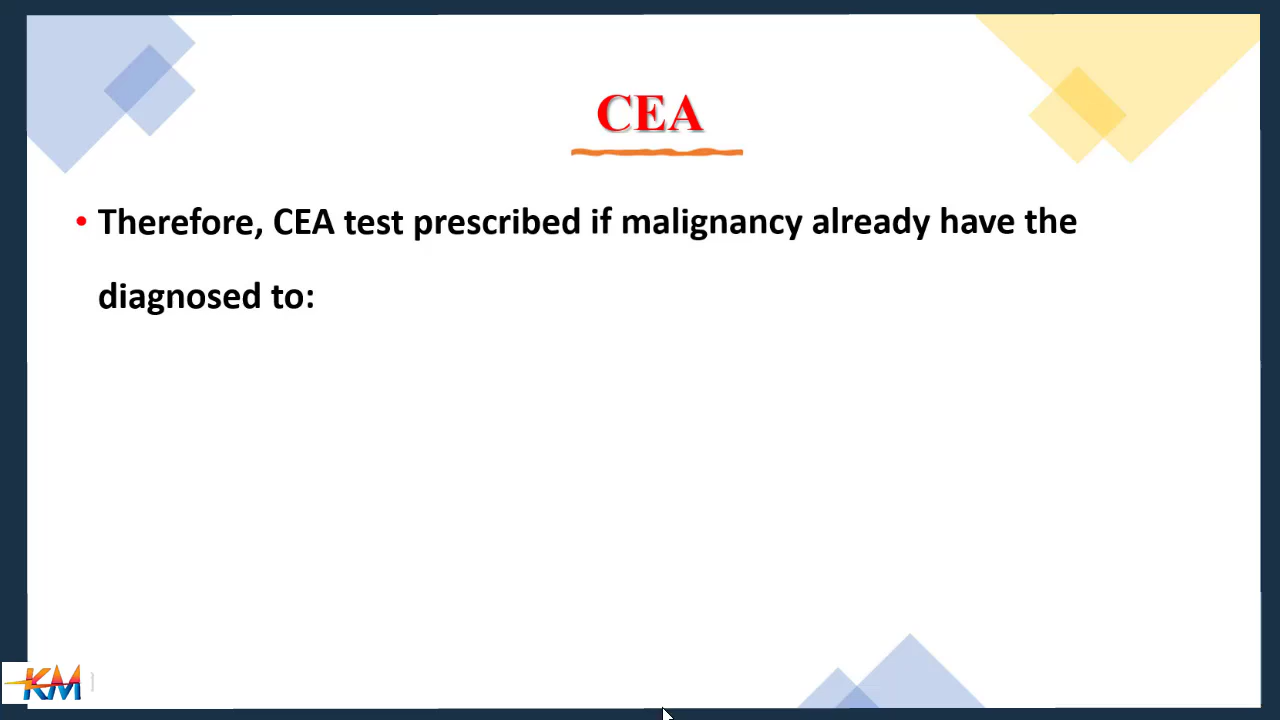 CEA
• Therefore, CEA test prescribed if malignancy already have the
diagnosed to:
KM